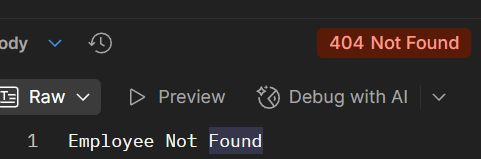 ody
404 Not Found
Raw
Preview
Debug with AI
1 Employee Not Found